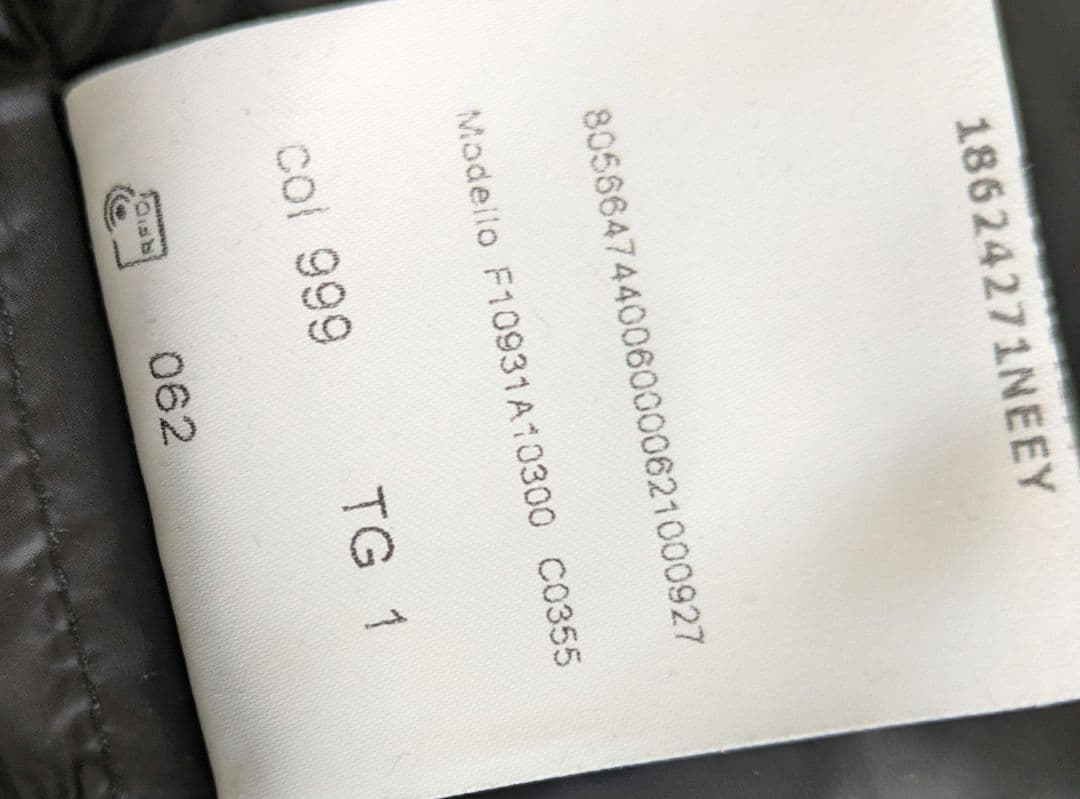 18624271NEEY
8056647440060000621000927
Modello F10931A10300 C0355
COl 999 TG 1
062